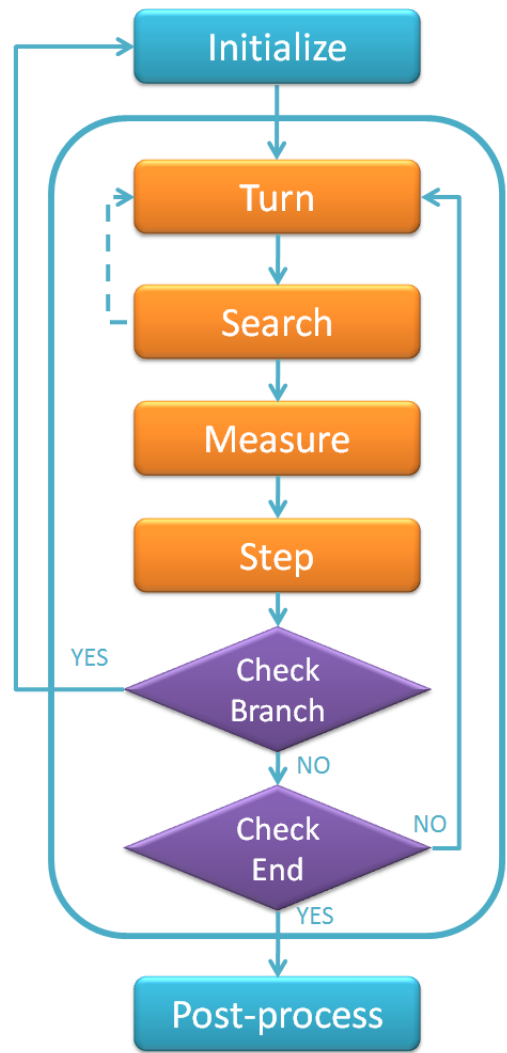 Initialize
Turn
Search
Measure
Step
YES
Check
Branch
NO
Check
End
NO
YES
Post-process